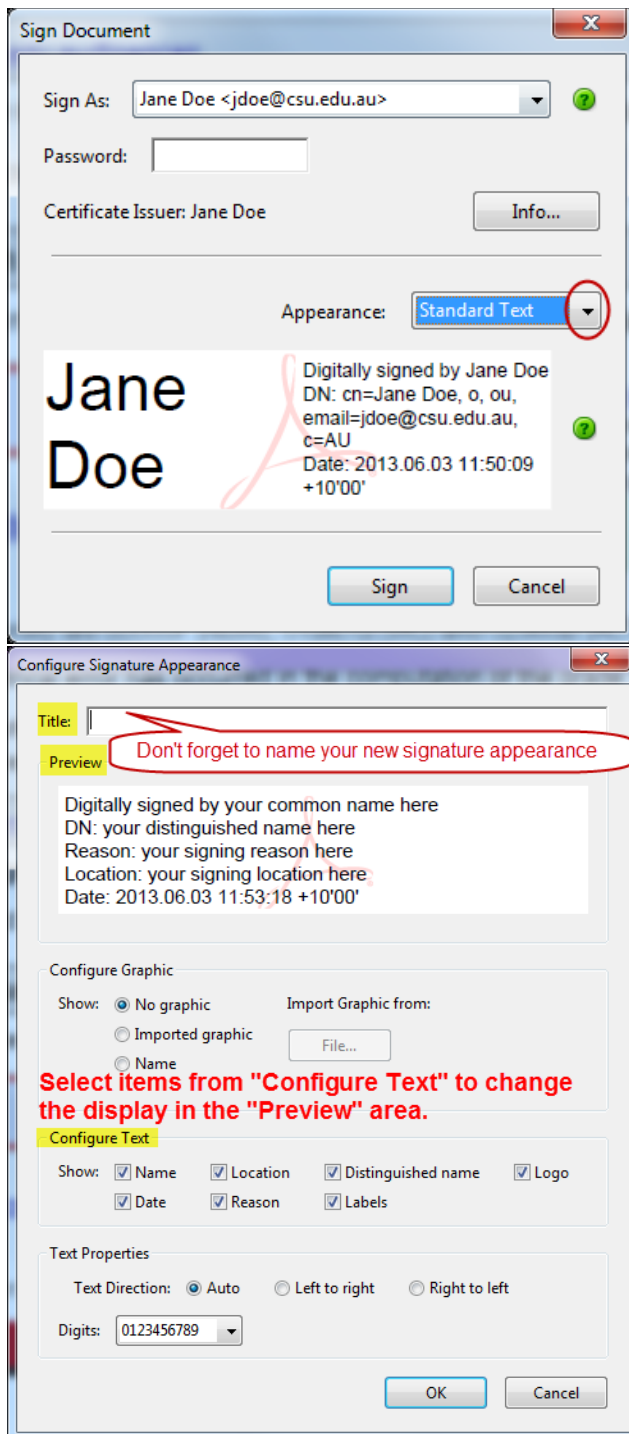 Sign Document
Sign As: Jane Doe <jdoe@csu.edu.au>
Password:
Certificate Issuer: Jane Doe Info...
Appearance: Standard Text
Jane
Doe
Digitally signed by Jane Doe
DN: cn=Jane Doe, o, ou,
email=jdoe@csu.edu.au,
c=AU
Date: 2013.06.03 11:50:09
+10'00'
Sign Cancel
Configure Signature Appearance
Title:
Don't forget to name your new signature appearance
Preview
Digitally signed by your common name here
DN: your distinguished name here
Reason: your signing reason here
Location: your signing location here
Date: 2013.06.03 11:53:18 +10'00'
Configure Graphic
Show: No graphic Import Graphic from:
Imported graphic File...
Name
Select items from "Configure Text" to change
the display in the "Preview" area.
Configure Text
Show: Name Location Distinguished name Logo
Date Reason Labels
Text Properties
Text Direction: Auto Left to right Right to left
Digits: 0123456789
OK Cancel